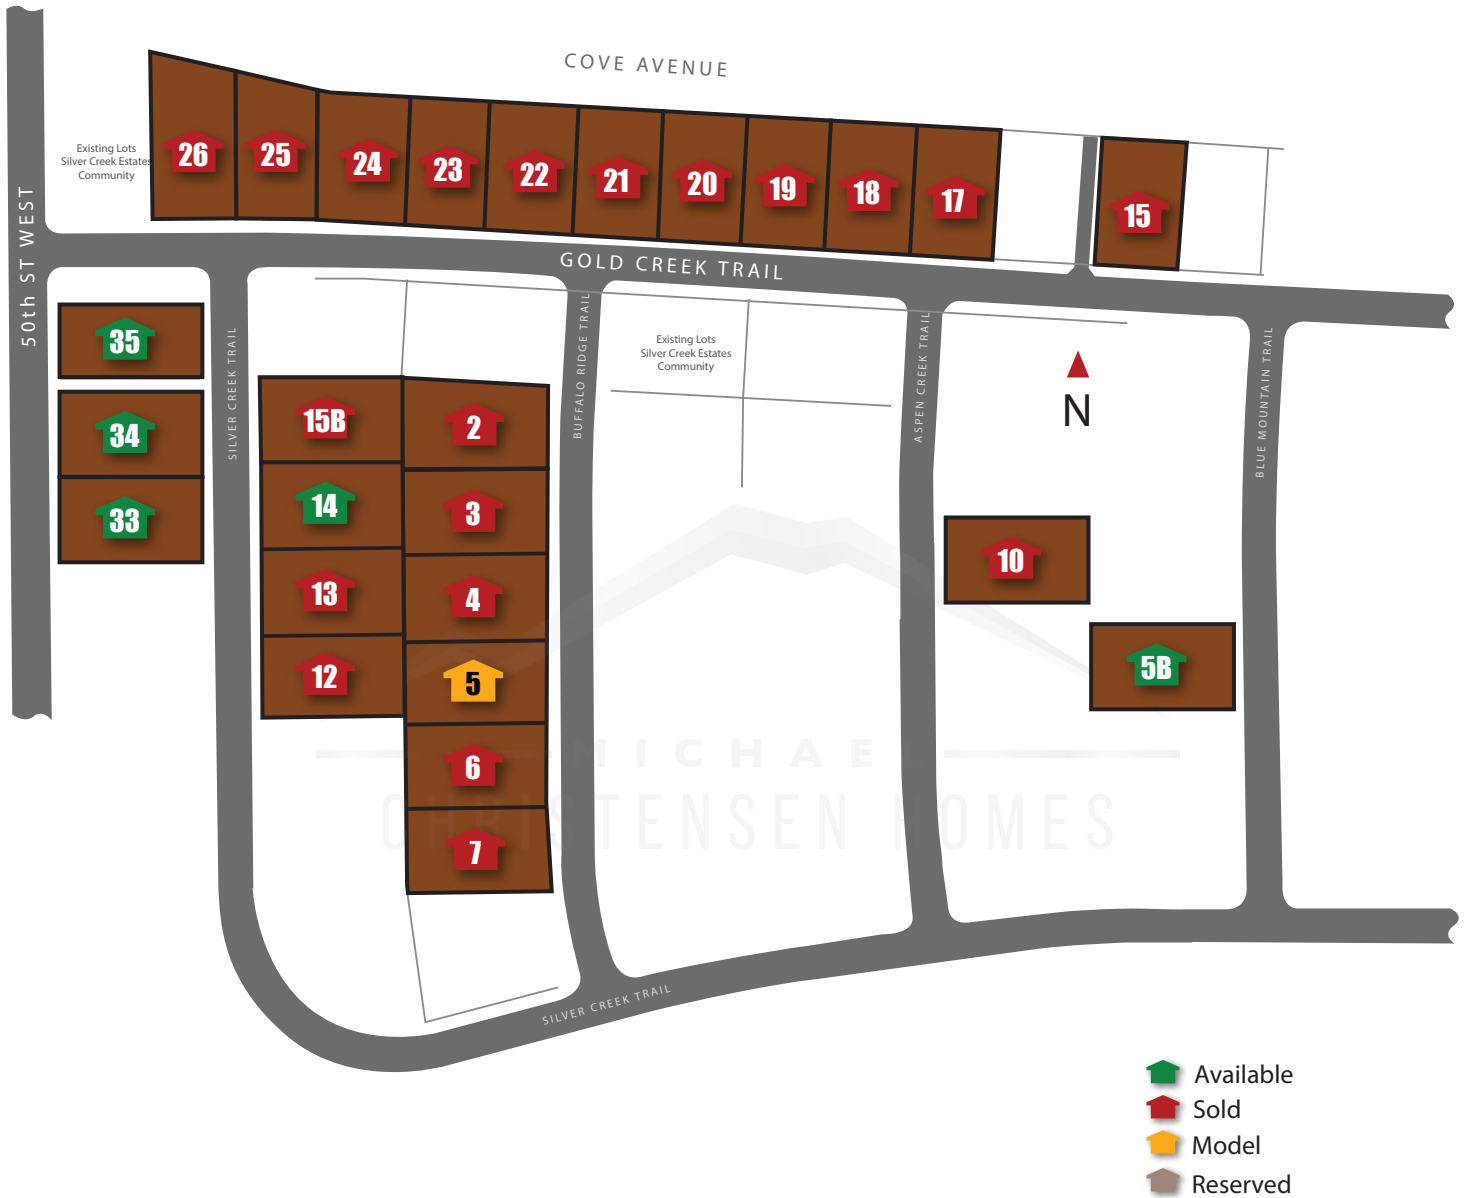 COVE AVENUE
Existing Lots
Silver Creek Estates
Community
26
25
24
23
22
21
20
19
18
17
15
50th ST WEST
GOLD CREEK TRAIL
SILVER CREEK TRAIL
BUFFALO RIDGE TRAIL
ASPEN CREEK TRAIL
BLUE MOUNTAIN TRAIL
Existing Lots
Silver Creek Estates
Community
N
35
34
33
15B
2
14
3
13
4
12
5
6
7
10
5B
MICHAEL
CHRISTENSEN HOMES
SILVER CREEK TRAIL
Available
Sold
Model
Reserved